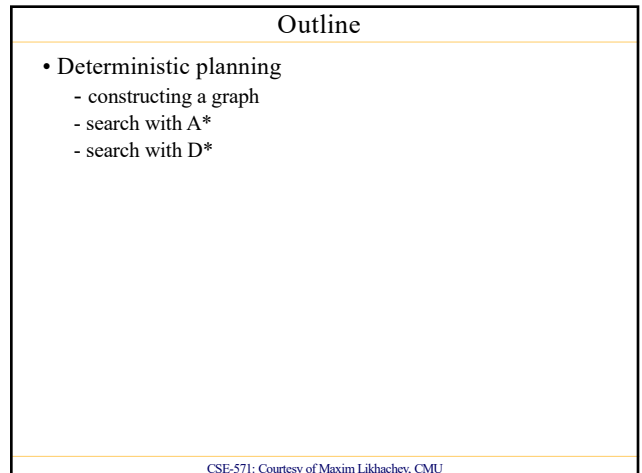 Outline
• Deterministic planning
- constructing a graph
- search with A*
- search with D*
CSE-571: Courtesy of Maxim Likhachev, CMU